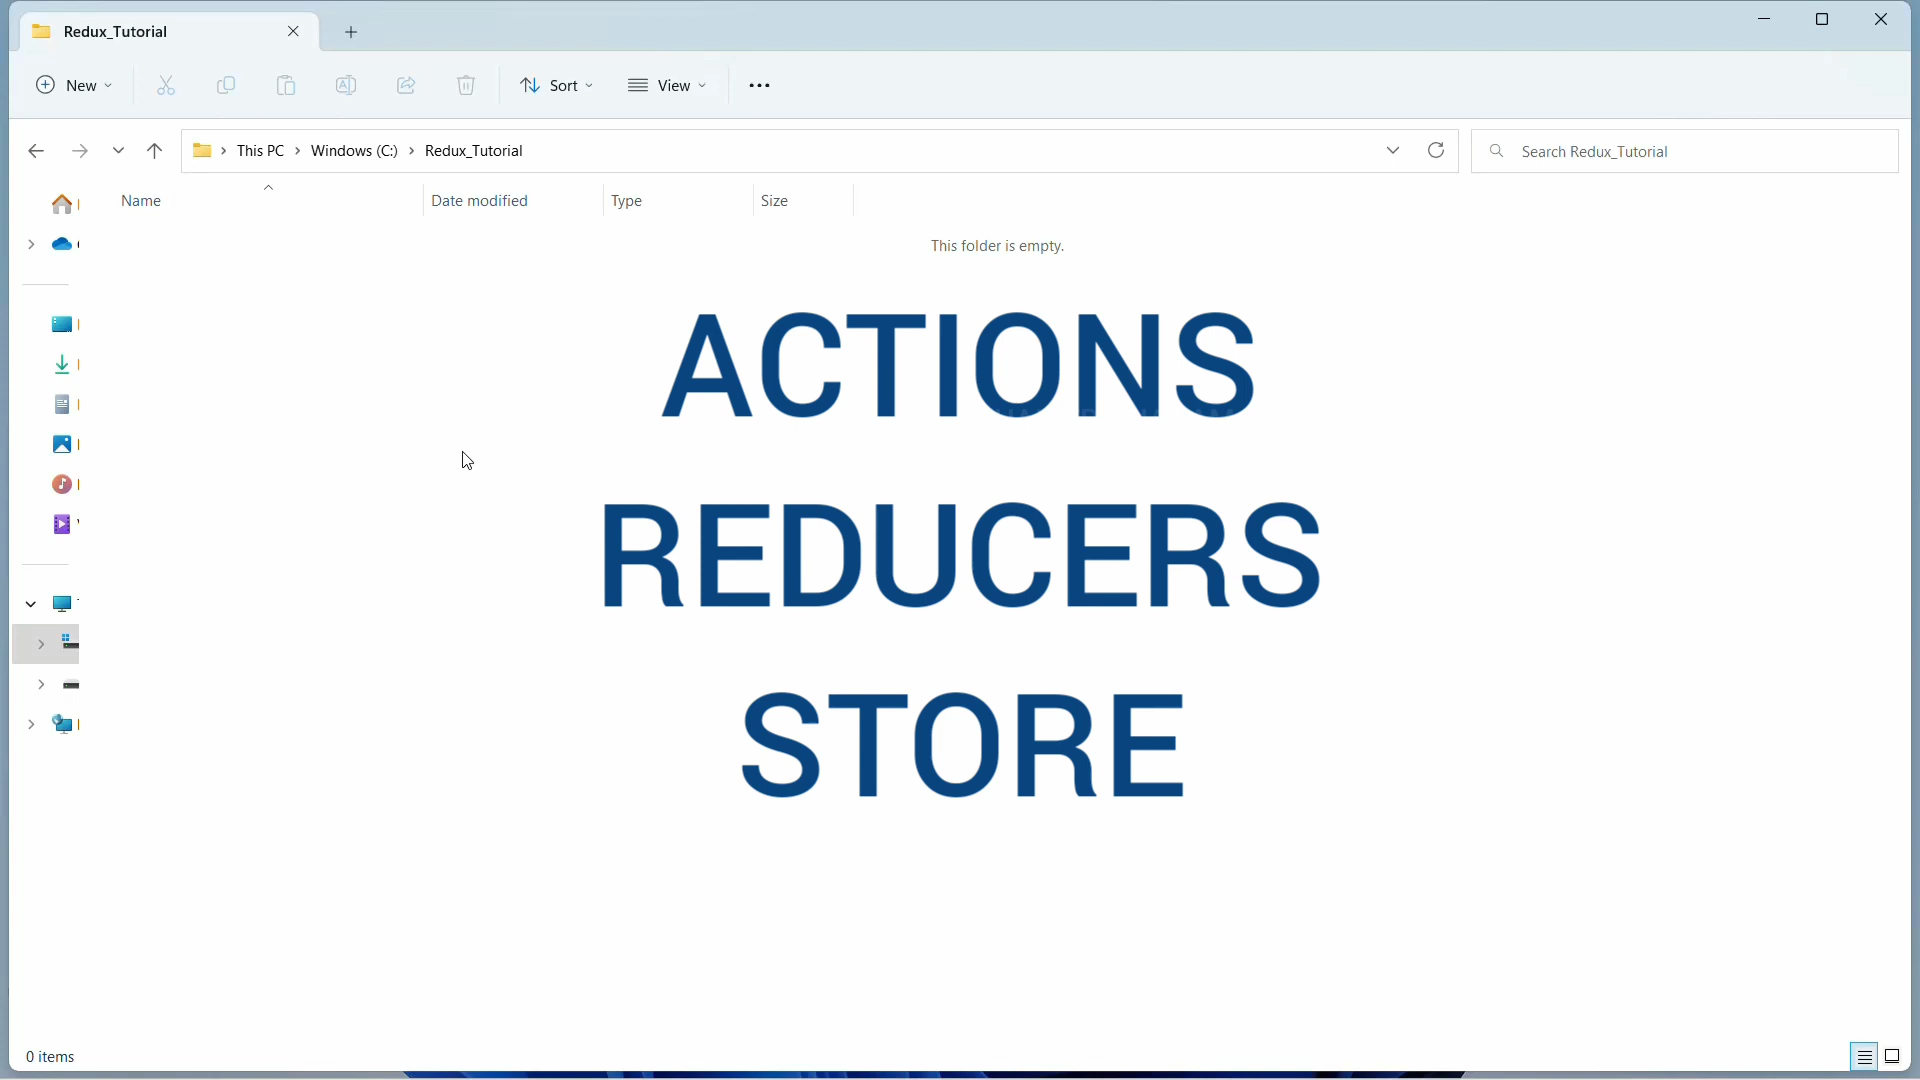 Redux_Tutorial
New
Sort
View
This PC > Windows (C:) > Redux_Tutorial
Search Redux_Tutorial
Name
Date modified
Type
Size
This folder is empty.
ACTIONS
REDUCERS
STORE
0 items